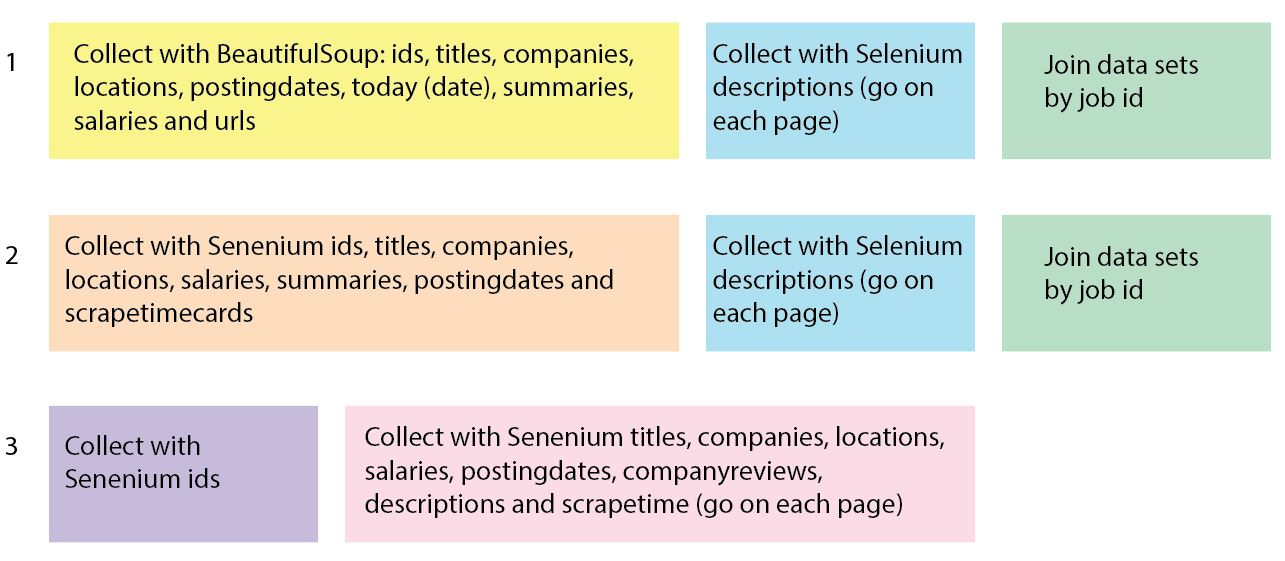 1
Collect with BeautifulSoup: ids, titles, companies,
locations, postingdates, today (date), summaries,
salaries and urls
Collect with Selenium
descriptions (go on
each page)
Join data sets
by job id
2
Collect with Senenium ids, titles, companies,
locations, salaries, summaries, postingdates and
scrapetimecards
Collect with Selenium
descriptions (go on
each page)
Join data sets
by job id
3
Collect with
Senenium ids
Collect with Senenium titles, companies, locations,
salaries, postingdates, companyreviews,
descriptions and scrapetime (go on each page)